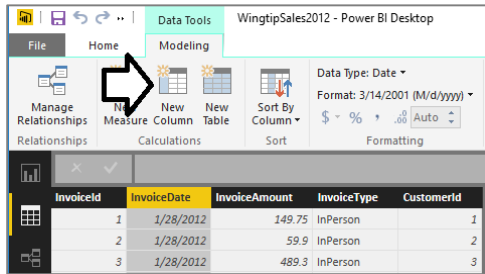 Data Tools WingtipSales2012 - Power BI Desktop
File Home Modeling
Manage Relationships
New Measure
New Column
New Table
Sort By Column
Data Type: Date
Format: 3/14/2001 (M/d/yyyy)
$ % , .00 Auto
Relationships Calculations Sort Formatting
InvoiceId InvoiceDate InvoiceAmount InvoiceType CustomerId
1 1/28/2012 149.75 InPerson 1
2 1/28/2012 59.9 InPerson 2
3 1/28/2012 489.3 InPerson 3